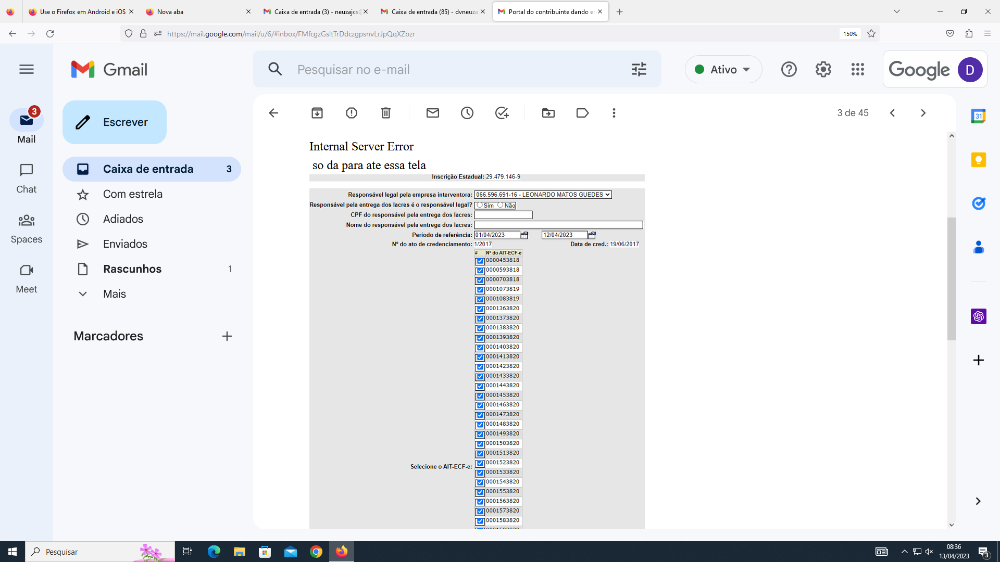 Use o Firefox em Android e iOS
Nova aba
Caixa de entrada (3) - neuzajcs@
Caixa de entrada (85) - dvneuza
Portal do contribuinte dando er
https://mail.google.com/mail/u/6/#inbox/FMfcgzGsltTrDdczgpsnvLrJpQqXZbzr
150%
Gmail
Pesquisar no e-mail
Ativo
Google
D
3
Mail
Chat
Spaces
Meet
Escrever
Caixa de entrada 3
Com estrela
Adiados
Enviados
Rascunhos 1
Mais
Marcadores
3 de 45
31
Internal Server Error
so da para ate essa tela
Inscrição Estadual: 29.479.146-9
Responsável legal pela empresa interventora: 066.596.691-16 - LEONARDO MATOS GUEDES
Responsável pela entrega dos lacres é o responsável legal? Sim Não
CPF do responsável pela entrega dos lacres:
Nome do responsável pela entrega dos lacres:
Período de referência: 01/04/2023 12/04/2023
Nº do ato de credenciamento: 1/2017 Data de cred.: 19/06/2017
# Nº do AIT-ECF-e
0000453818
0000593818
0000703818
0001073819
0001083819
0001363820
0001373820
0001383820
0001393820
0001403820
0001413820
0001423820
0001433820
0001443820
0001453820
0001463820
0001473820
0001483820
0001493820
0001503820
0001513820
0001523820
Selecione o AIT-ECF-e:
0001533820
0001543820
0001553820
0001563820
0001573820
0001583820
Pesquisar
08:36
13/04/2023
3